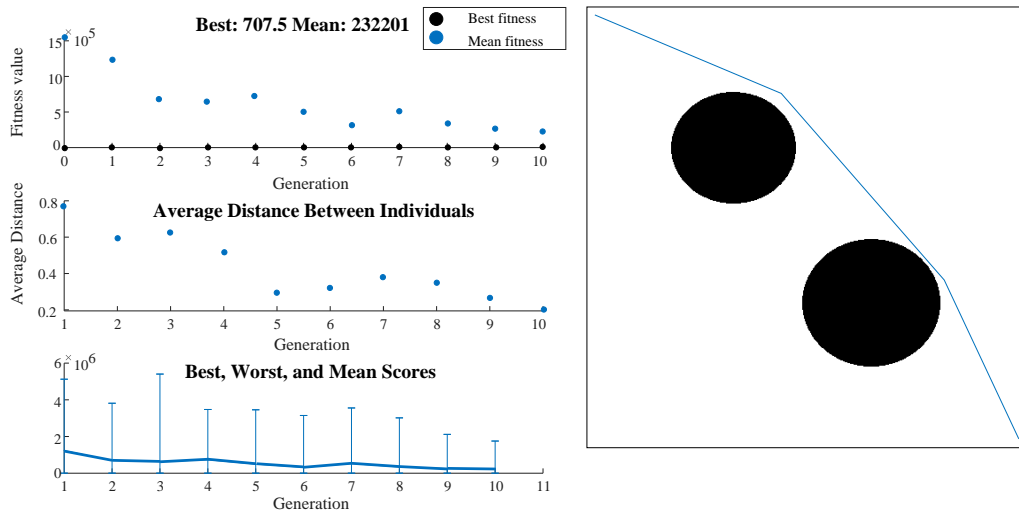 Best: 707.5 Mean: 232201
Best fitness
Mean fitness
× 10^5
15
10
5
0
Fitness value
0 1 2 3 4 5 6 7 8 9 10
Generation
Average Distance Between Individuals
0.8
0.6
0.4
0.2
Average Distance
1 2 3 4 5 6 7 8 9 10
Generation
Best, Worst, and Mean Scores
× 10^6
6
4
2
0
1 2 3 4 5 6 7 8 9 10 11
Generation